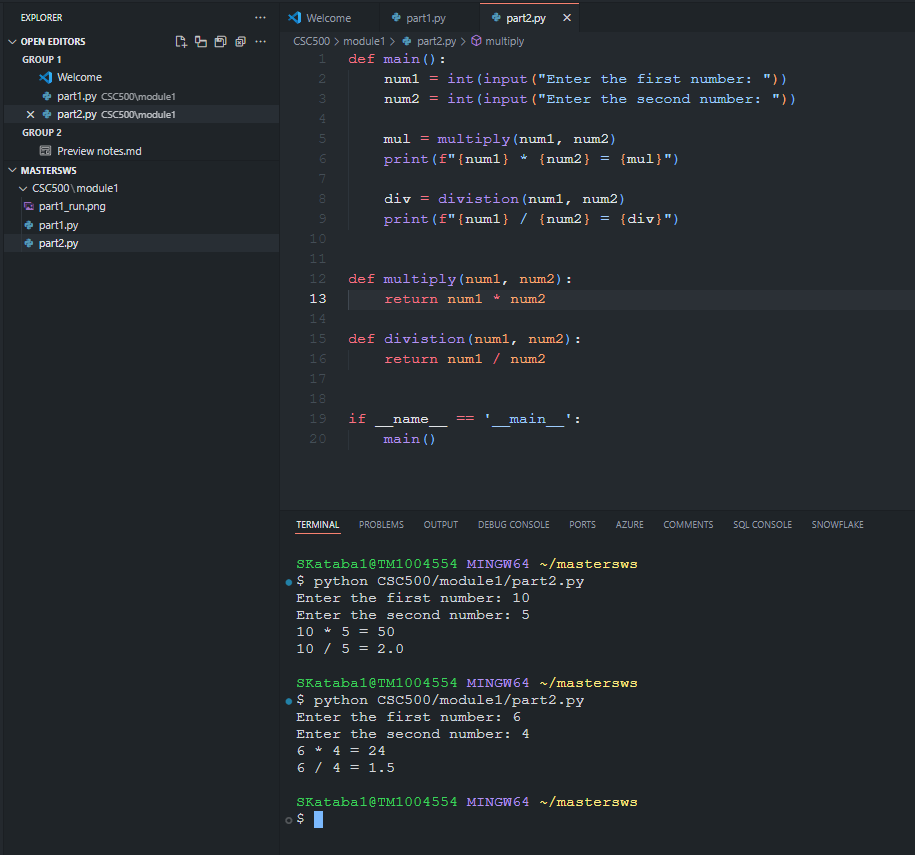 EXPLORER ···
OPEN EDITORS ···
GROUP 1
Welcome
part1.py CSC500\module1
part2.py CSC500\module1
GROUP 2
Preview notes.md
MASTERSWS
CSC500\module1
part1_run.png
part1.py
part2.py
Welcome part1.py part2.py
CSC500 > module1 > part2.py > multiply
1 def main():
2     num1 = int(input("Enter the first number: "))
3     num2 = int(input("Enter the second number: "))
4
5     mul = multiply(num1, num2)
6     print(f"{num1} * {num2} = {mul}")
7
8     div = divistion(num1, num2)
9     print(f"{num1} / {num2} = {div}")
10
11
12 def multiply(num1, num2):
13     return num1 * num2
14
15 def divistion(num1, num2):
16     return num1 / num2
17
18
19 if __name__ == '__main__':
20     main()
TERMINAL PROBLEMS OUTPUT DEBUG CONSOLE PORTS AZURE COMMENTS SQL CONSOLE SNOWFLAKE
SKataba1@TM1004554 MINGW64 ~/mastersws
$ python CSC500/module1/part2.py
Enter the first number: 10
Enter the second number: 5
10 * 5 = 50
10 / 5 = 2.0
SKataba1@TM1004554 MINGW64 ~/mastersws
$ python CSC500/module1/part2.py
Enter the first number: 6
Enter the second number: 4
6 * 4 = 24
6 / 4 = 1.5
SKataba1@TM1004554 MINGW64 ~/mastersws
$